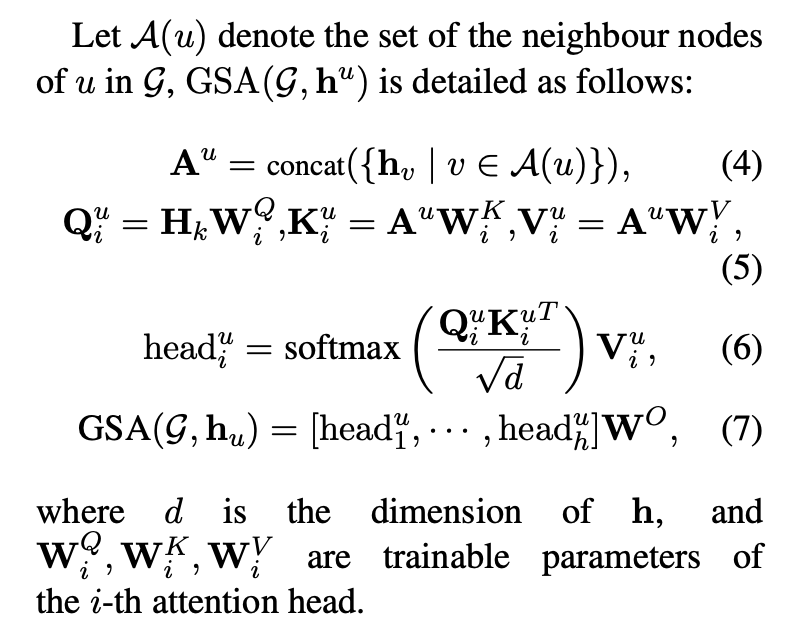 Let 𝒜(u) denote the set of the neighbour nodes
of u in 𝒢, GSA(𝒢, h^u) is detailed as follows:
A^u = concat({h_v | v ∈ 𝒜(u)}), (4)
Q_i^u = H_k W_i^Q, K_i^u = A^u W_i^K, V_i^u = A^u W_i^V,
(5)
head_i^u = softmax(Q_i^u K_i^{uT} / √d) V_i^u, (6)
GSA(𝒢, h_u) = [head_1^u, ⋯ , head_h^u]W^O, (7)
where d is the dimension of h, and
W_i^Q, W_i^K, W_i^V are trainable parameters of
the i-th attention head.